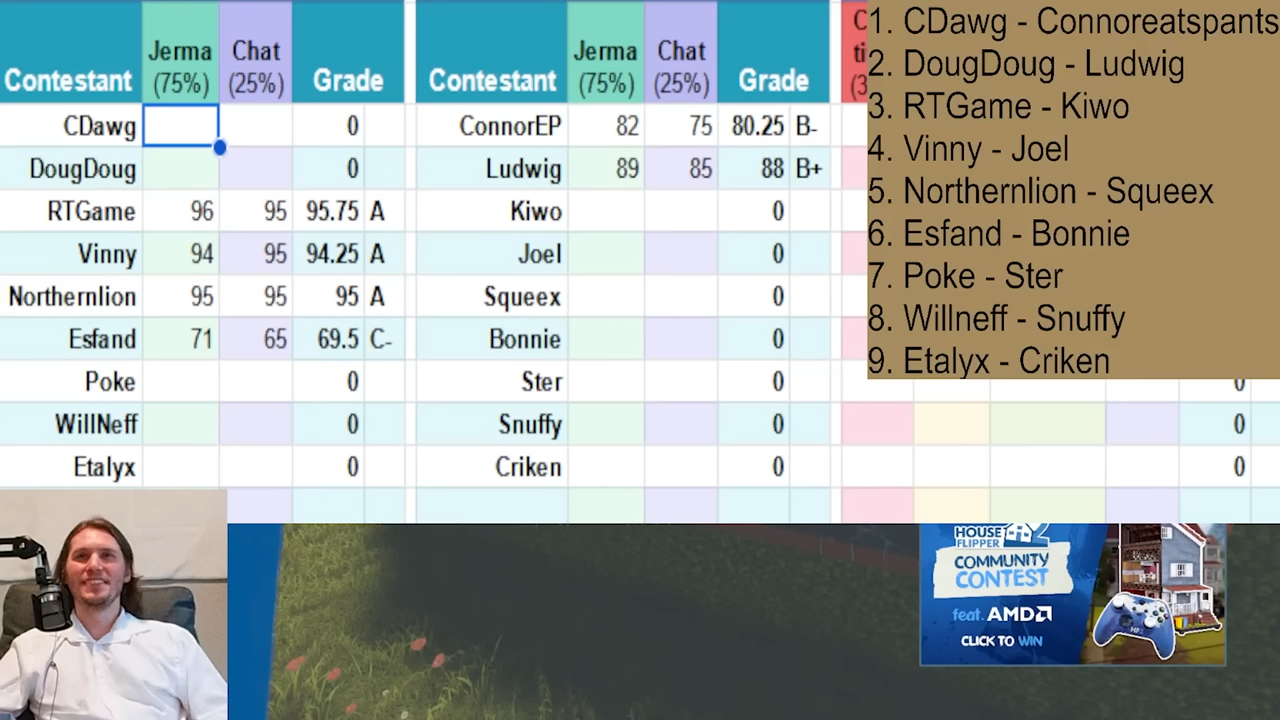 Contestant Jerma (75%) Chat (25%) Grade
CDawg 0
DougDoug 0
RTGame 96 95 95.75 A
Vinny 94 95 94.25 A
Northernlion 95 95 95 A
Esfand 71 65 69.5 C-
Poke 0
WillNeff 0
Etalyx 0
Contestant Jerma (75%) Chat (25%) Grade
ConnorEP 82 75 80.25 B-
Ludwig 89 85 88 B+
Kiwo 0
Joel 0
Squeex 0
Bonnie 0
Ster 0
Snuffy 0
Criken 0
0
0
0
1. CDawg - Connoreatspants
2. DougDoug - Ludwig
3. RTGame - Kiwo
4. Vinny - Joel
5. Northernlion - Squeex
6. Esfand - Bonnie
7. Poke - Ster
8. Willneff - Snuffy
9. Etalyx - Criken
HOUSE
FLIPPER 2
COMMUNITY
CONTEST
feat. AMD
CLICK TO WIN